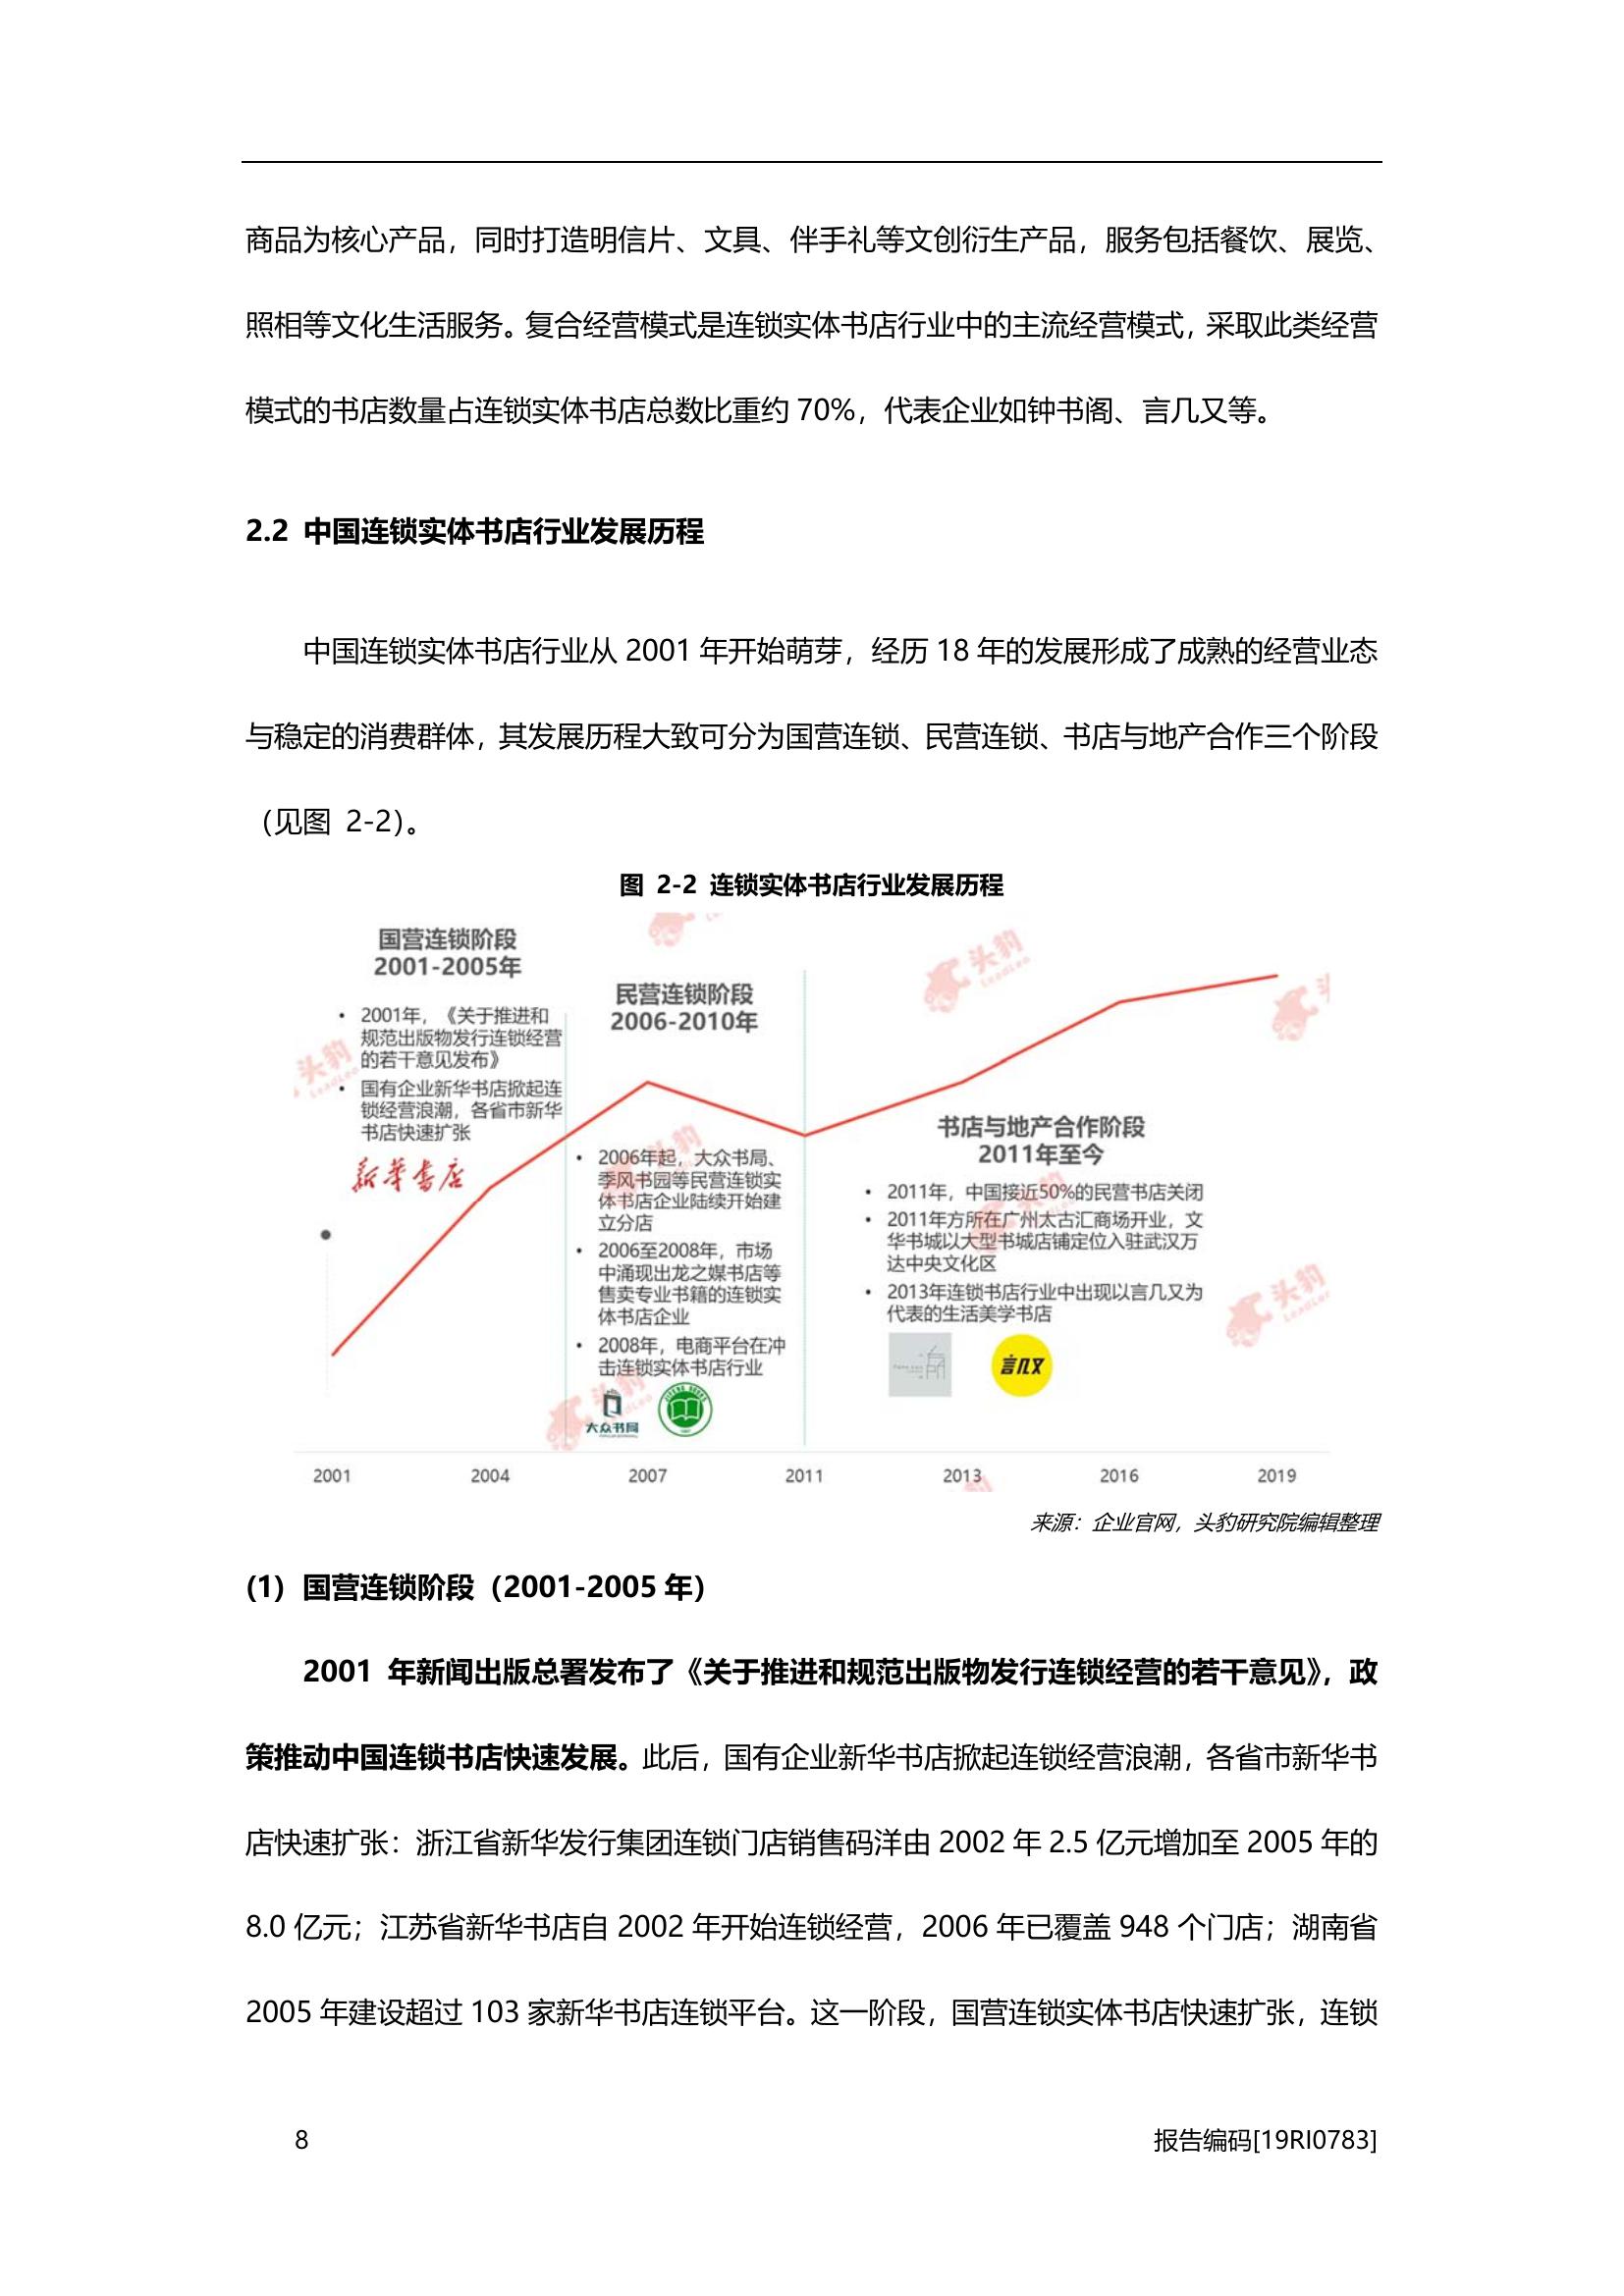 商品为核心产品，同时打造明信片、文具、伴手礼等文创衍生产品，服务包括餐饮、展览、
照相等文化生活服务。复合经营模式是连锁实体书店行业中的主流经营模式，采取此类经营
模式的书店数量占连锁实体书店总数比重约 70%，代表企业如钟书阁、言几又等。
2.2 中国连锁实体书店行业发展历程
中国连锁实体书店行业从 2001 年开始萌芽，经历 18 年的发展形成了成熟的经营业态
与稳定的消费群体，其发展历程大致可分为国营连锁、民营连锁、书店与地产合作三个阶段
（见图 2-2）。
图 2-2 连锁实体书店行业发展历程
国营连锁阶段
2001-2005年
• 2001年，《关于推进和
规范出版物发行连锁经营
的若干意见发布》
• 国有企业新华书店掀起连
锁经营浪潮，各省市新华
书店快速扩张
新华书店
民营连锁阶段
2006-2010年
• 2006年起，大众书局、
季风书园等民营连锁实
体书店企业陆续开始建
立分店
• 2006至2008年，市场
中涌现出龙之媒书店等
售卖专业书籍的连锁实
体书店企业
• 2008年，电商平台在冲
击连锁实体书店行业
大众书局
书店与地产合作阶段
2011年至今
• 2011年，中国接近50%的民营书店关闭
• 2011年方所在广州太古汇商场开业，文
华书城以大型书城店铺定位入驻武汉万
达中央文化区
• 2013年连锁书店行业中出现以言几又为
代表的生活美学书店
言几又
头豹
LeadLeo
2001 2004 2007 2011 2013 2016 2019
来源：企业官网，头豹研究院编辑整理
(1) 国营连锁阶段（2001-2005 年）
2001 年新闻出版总署发布了《关于推进和规范出版物发行连锁经营的若干意见》，政
策推动中国连锁书店快速发展。此后，国有企业新华书店掀起连锁经营浪潮，各省市新华书
店快速扩张：浙江省新华发行集团连锁门店销售码洋由 2002 年 2.5 亿元增加至 2005 年的
8.0 亿元；江苏省新华书店自 2002 年开始连锁经营，2006 年已覆盖 948 个门店；湖南省
2005 年建设超过 103 家新华书店连锁平台。这一阶段，国营连锁实体书店快速扩张，连锁
8
报告编码[19RI0783]